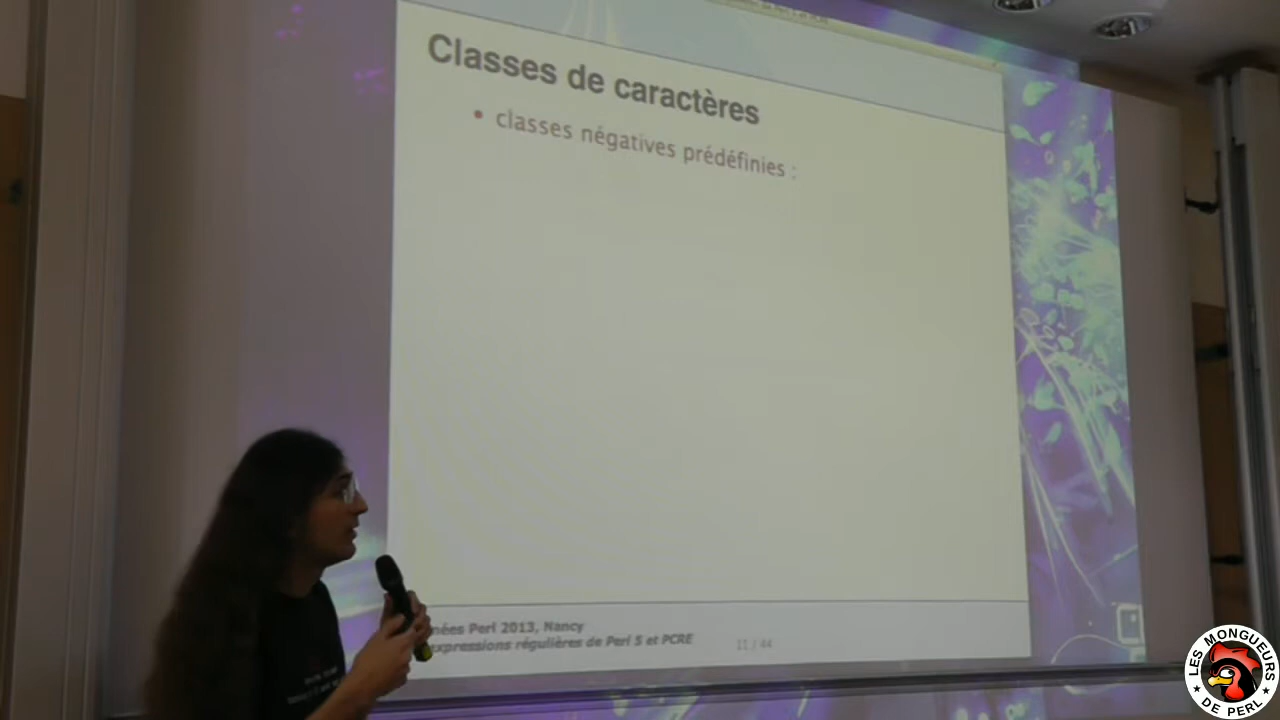 Classes de caractères
• classes négatives prédéfinies :
nées Perl 2013, Nancy
expressions régulières de Perl 5 et PCRE
11 / 44
LES MONGUEURS
★ DE PERL ★